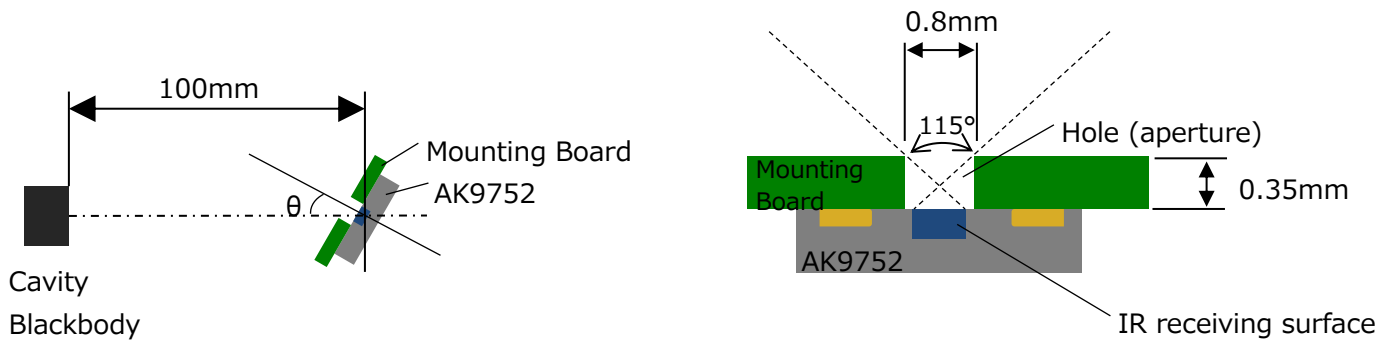 100mm
Mounting Board
AK9752
θ
Cavity
Blackbody
0.8mm
115°
Hole (aperture)
Mounting
Board
0.35mm
AK9752
IR receiving surface